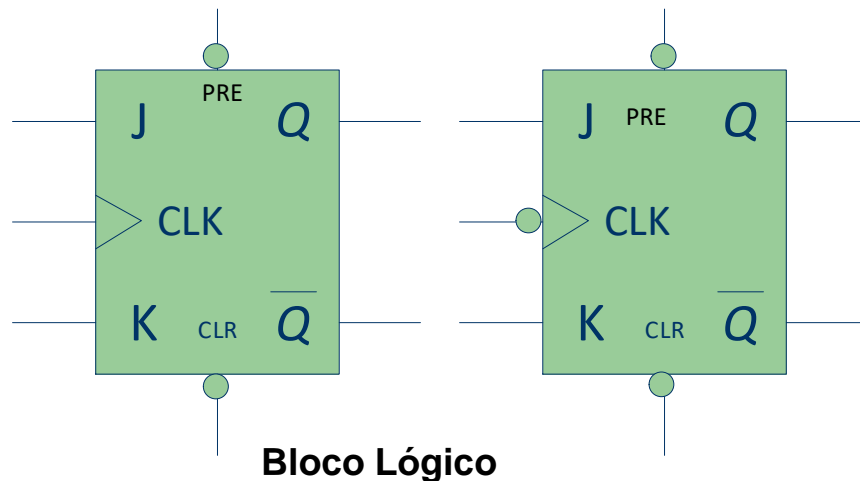 PRE
J Q
CLK
K CLR Q̅
J PRE Q
CLK
K CLR Q̅
Bloco Lógico